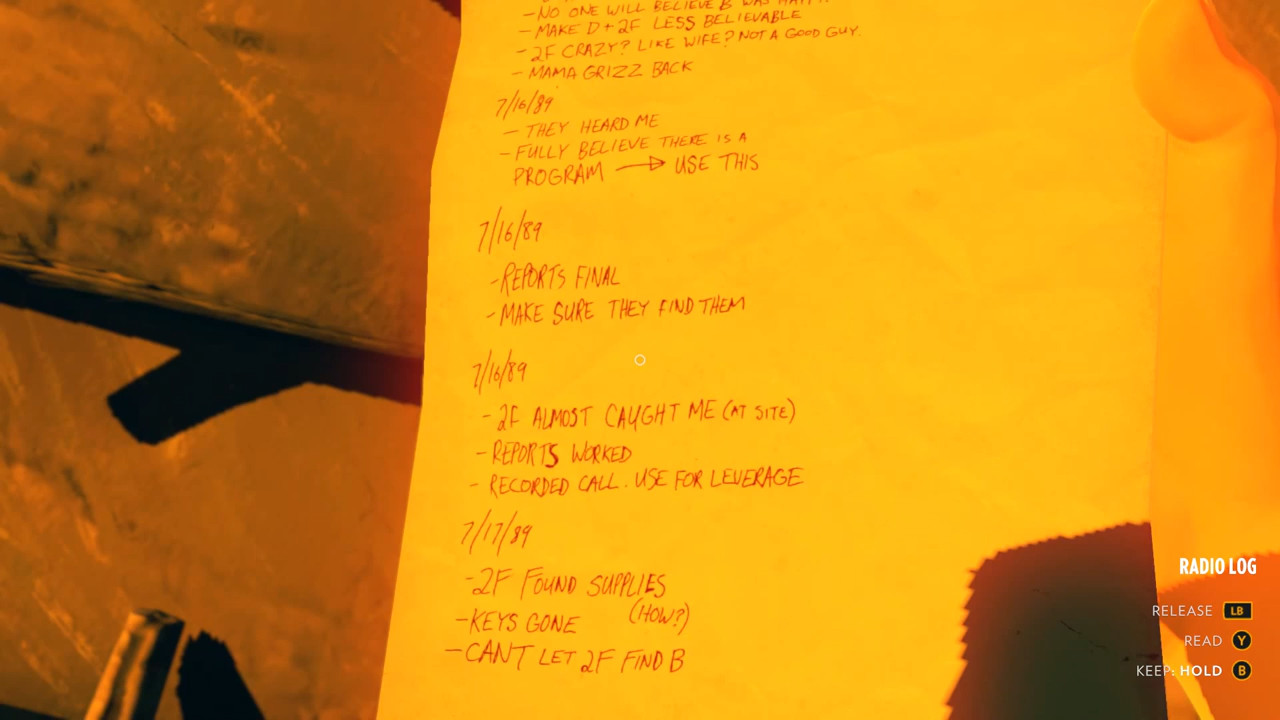 -NO ONE WILL BELIEVE B WAS
-MAKE D+2F LESS BELIEVABLE
-2F CRAZY? LIKE WIFE? NOT A GOOD GUY.
-MAMA GRIZZ BACK
7/16/89
-THEY HEARD ME
-FULLY BELIEVE THERE IS A
PROGRAM → USE THIS
7/16/89
-REPORTS FINAL
-MAKE SURE THEY FIND THEM
7/16/89
-2F ALMOST CAUGHT ME (AT SITE)
-REPORTS WORKED
-RECORDED CALL. USE FOR LEVERAGE
7/17/89
-2F FOUND SUPPLIES
-KEYS GONE (HOW?)
-CANT LET 2F FIND B
RADIO LOG
RELEASE LB
READ Y
KEEP: HOLD B